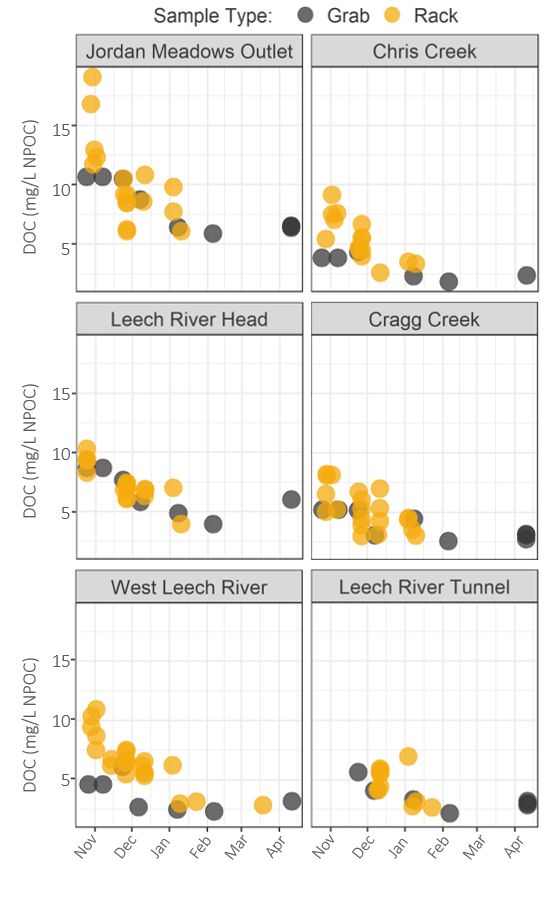 Sample Type: Grab Rack
Jordan Meadows Outlet Chris Creek
DOC (mg/L NPOC)
15
10
5
Leech River Head Cragg Creek
DOC (mg/L NPOC)
15
10
5
West Leech River Leech River Tunnel
DOC (mg/L NPOC)
15
10
5
Nov Dec Jan Feb Mar Apr Nov Dec Jan Feb Mar Apr